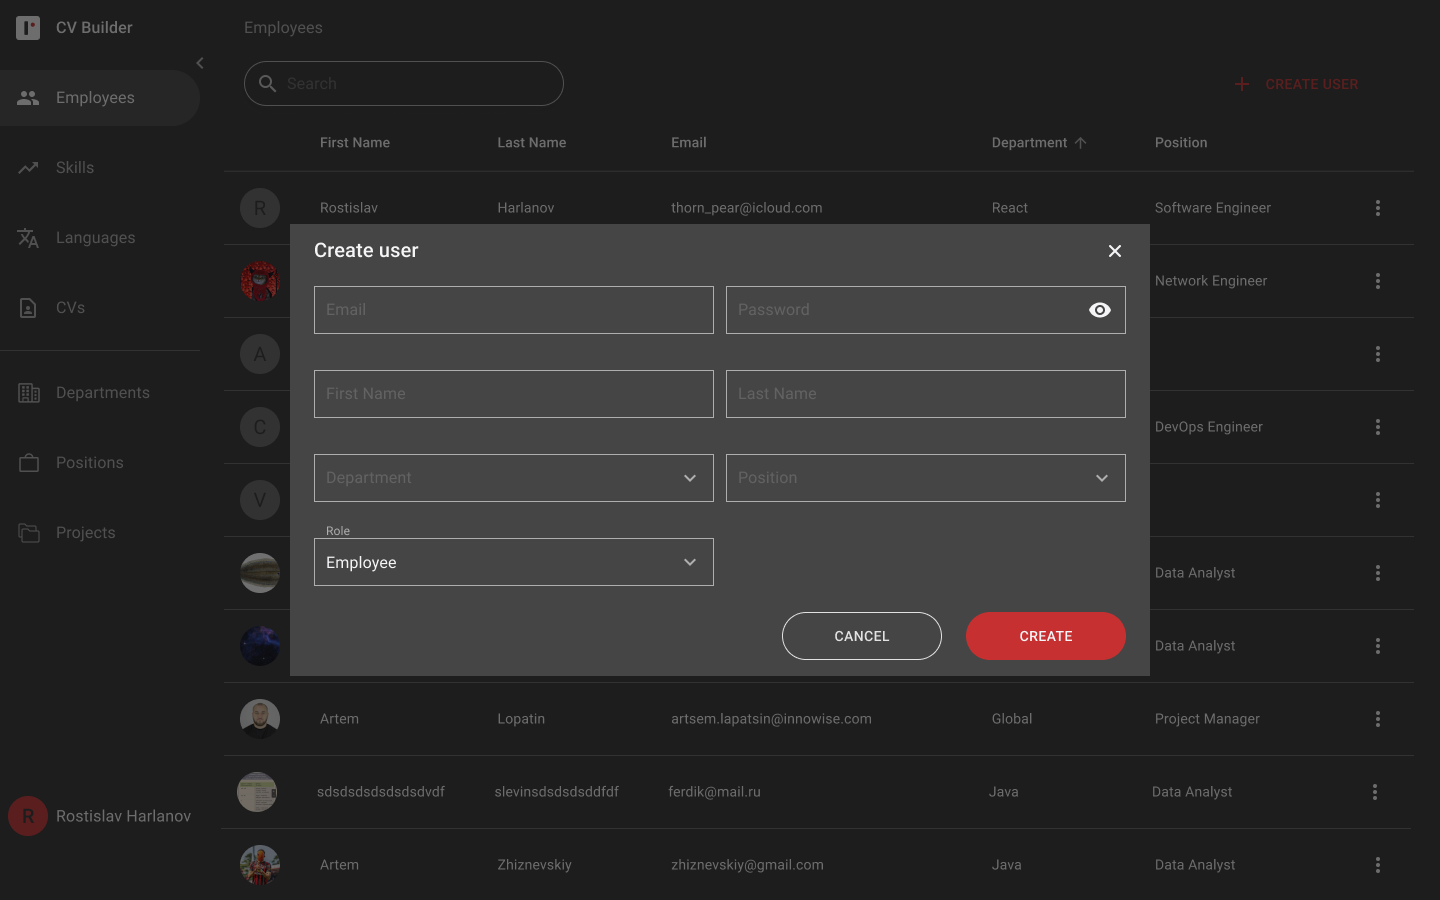 CV Builder
Employees
Skills
Languages
CVs
Departments
Positions
Projects
R
Rostislav Harlanov
Employees
Search
CREATE USER
First Name
Last Name
Email
Department
Position
R
Rostislav
Harlanov
thorn_pear@icloud.com
React
Software Engineer
Network Engineer
A
C
DevOps Engineer
V
Data Analyst
Data Analyst
Artem
Lopatin
artsem.lapatsin@innowise.com
Global
Project Manager
sdsdsdsdsdsdsdvdf
slevinsdsdsdsddfdf
ferdik@mail.ru
Java
Data Analyst
Artem
Zhiznevskiy
zhiznevskiy@gmail.com
Java
Data Analyst
Create user
Email
Password
First Name
Last Name
Department
Position
Role
Employee
CANCEL
CREATE